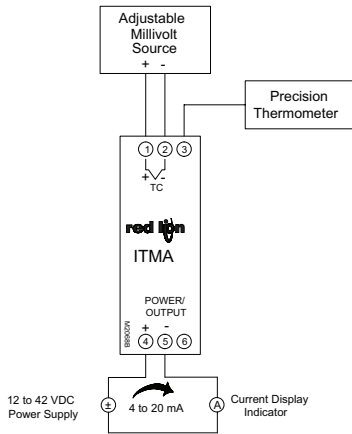 Adjustable
Millivolt
Source
+ -
Precision
Thermometer
1 2 3
+ -
TC
red lion
ITMA
POWER/
OUTPUT
M2068B
+ -
4 5 6
12 to 42 VDC
Power Supply
±
4 to 20 mA
A
Current Display
Indicator